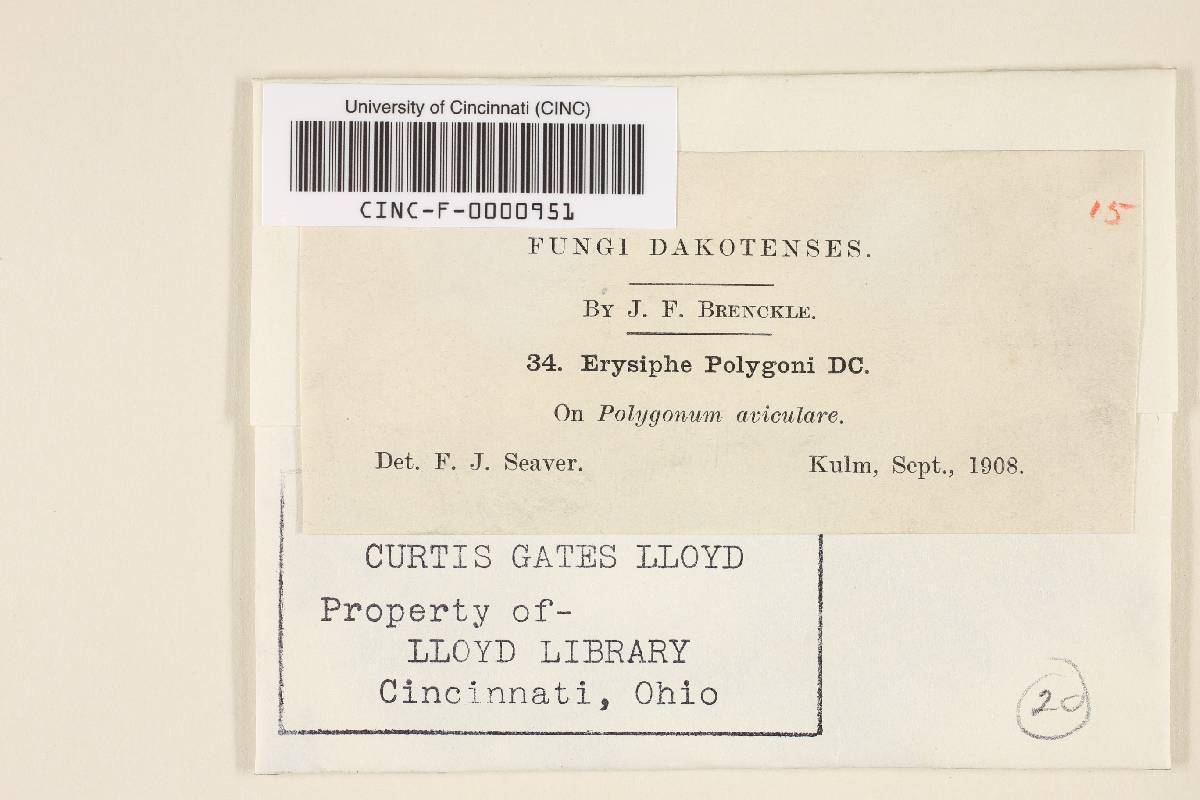 University of Cincinnati (CINC)
CINC-F-0000951
15
FUNGI DAKOTENSES.
BY J. F. BRENCKLE.
34. Erysiphe Polygoni DC.
On Polygonum aviculare.
Det. F. J. Seaver. Kulm, Sept., 1908.
CURTIS GATES LLOYD
Property of-
LLOYD LIBRARY
Cincinnati, Ohio
20